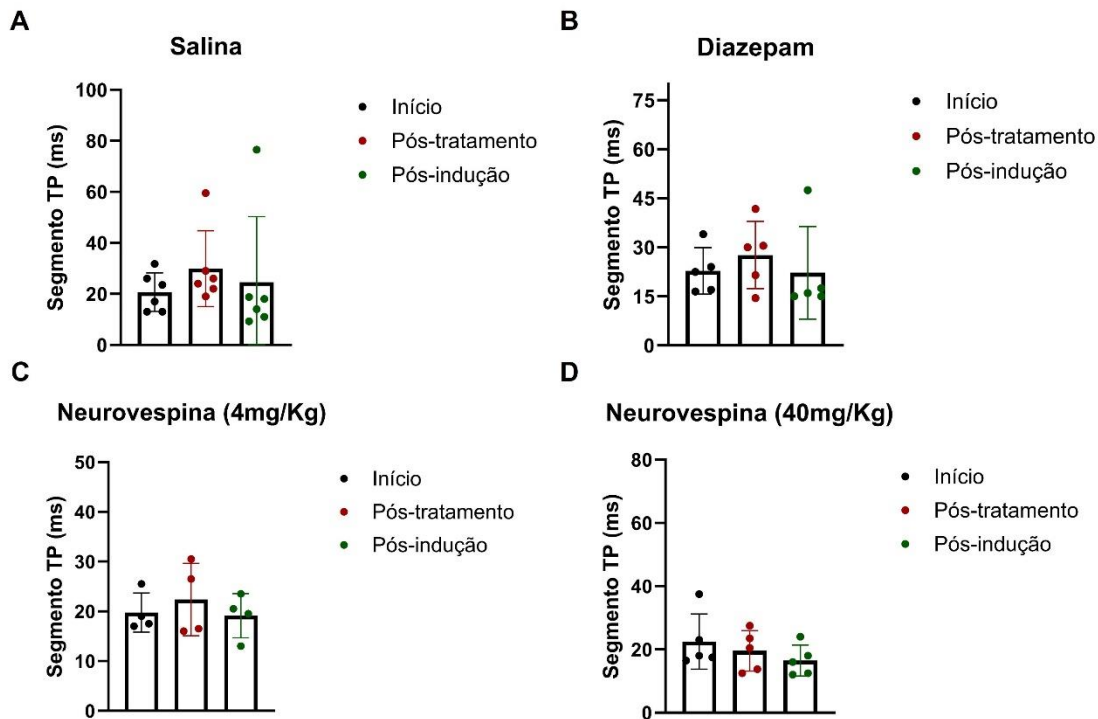 A
Salina
Segmento TP (ms)
100
80
60
40
20
0
Início
Pós-tratamento
Pós-indução
B
Diazepam
Segmento TP (ms)
75
60
45
30
15
0
Início
Pós-tratamento
Pós-indução
C
Neurovespina (4mg/Kg)
Segmento TP (ms)
50
40
30
20
10
0
Início
Pós-tratamento
Pós-indução
D
Neurovespina (40mg/Kg)
Segmento TP (ms)
80
60
40
20
0
Início
Pós-tratamento
Pós-indução